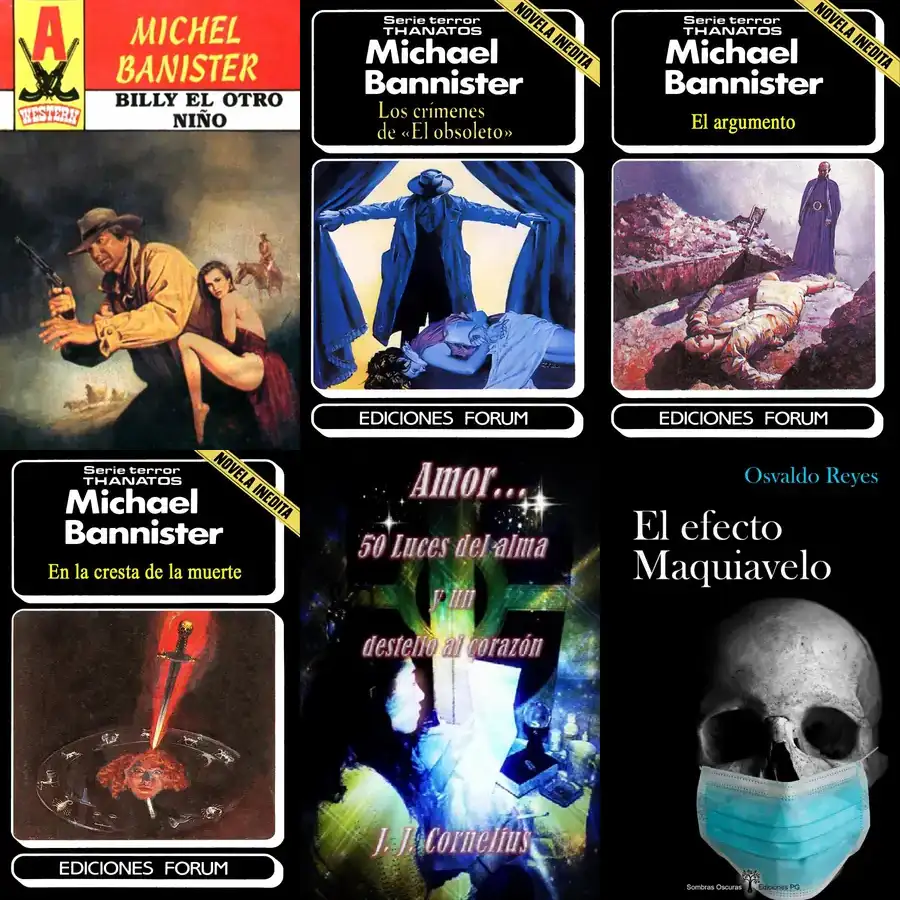 A
WESTERN
MICHEL
BANISTER
BILLY EL OTRO
NIÑO
NOVELA INEDITA
Serie terror
THANATOS
Michael
Bannister
Los crímenes
de «El obsoleto»
EDICIONES FORUM
NOVELA INEDITA
Serie terror
THANATOS
Michael
Bannister
El argumento
EDICIONES FORUM
NOVELA INEDITA
Serie terror
THANATOS
Michael
Bannister
En la cresta de la muerte
EDICIONES FORUM
Amor...
50 Luces del alma
y un
destello al corazón
J. J. Cornelius
Osvaldo Reyes
El efecto
Maquiavelo
Sombras Oscuras Ediciones PG